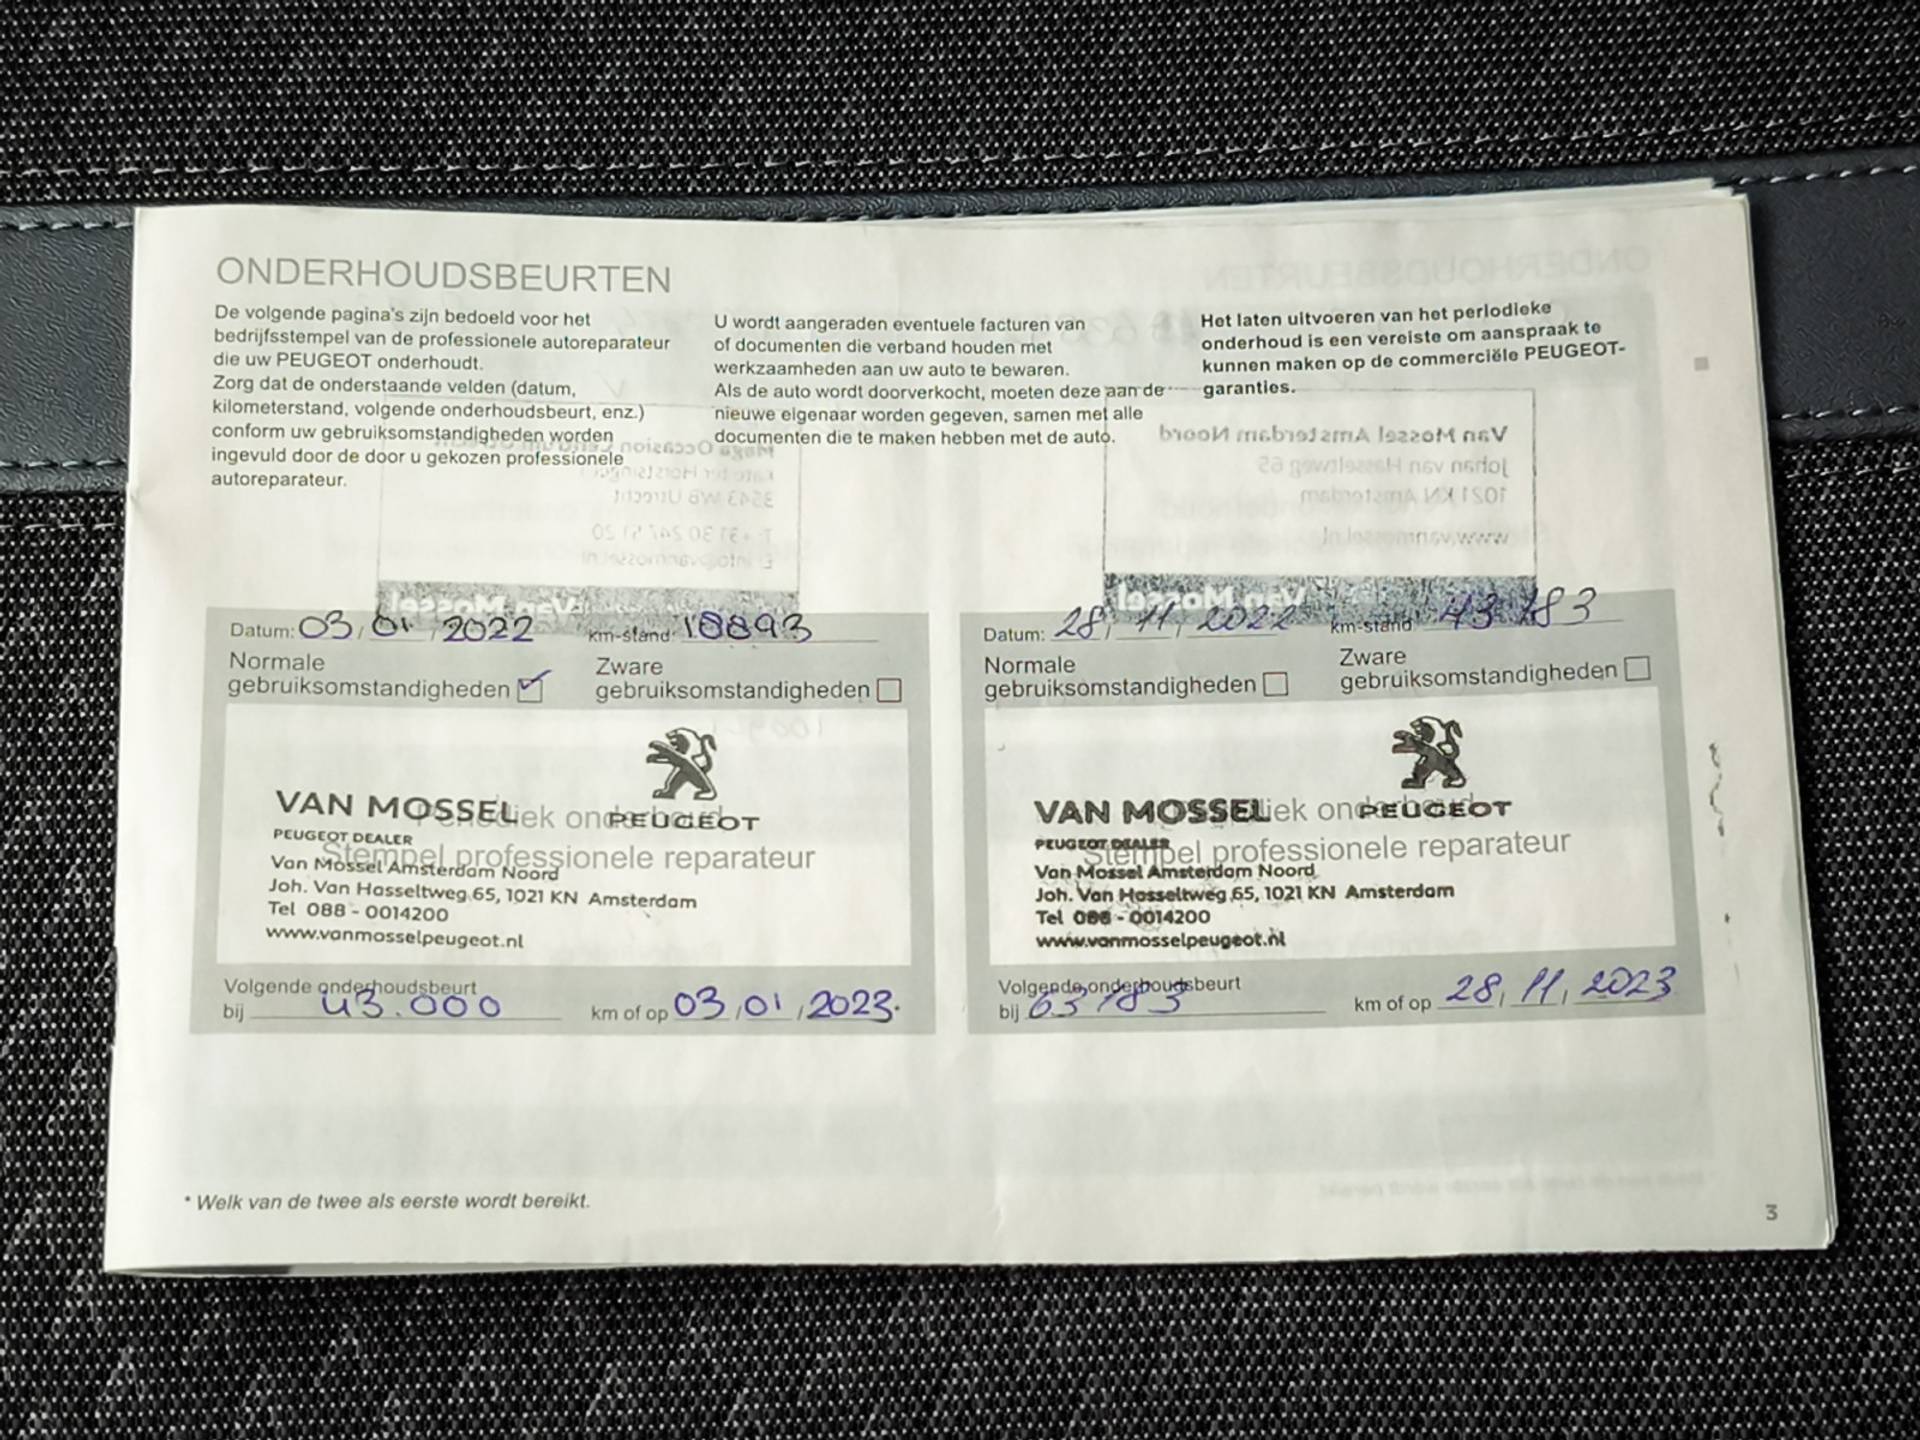 ONDERHOUDSBEURTEN
De volgende pagina's zijn bedoeld voor het
bedrijfsstempel van de professionele autoreparateur
die uw PEUGEOT onderhoudt.
Zorg dat de onderstaande velden (datum,
kilometerstand, volgende onderhoudsbeurt, enz.)
conform uw gebruiksomstandigheden worden
ingevuld door de door u gekozen professionele
autoreparateur.
U wordt aangeraden eventuele facturen van
of documenten die verband houden met
werkzaamheden aan uw auto te bewaren.
Als de auto wordt doorverkocht, moeten deze aan de
nieuwe eigenaar worden gegeven, samen met alle
documenten die te maken hebben met de auto.
Het laten uitvoeren van het periodieke
onderhoud is een vereiste om aanspraak te
kunnen maken op de commerciële PEUGEOT-
garanties.
Datum: 03/01/2022 km-stand 18893
Normale
gebruiksomstandigheden
Zware
gebruiksomstandigheden
Periodiek onderhoud
Stempel professionele reparateur
PEUGEOT
VAN MOSSEL
PEUGEOT DEALER
Van Mossel Amsterdam Noord
Joh. Van Hasseltweg 65, 1021 KN Amsterdam
Tel 088 - 0014200
www.vanmosselpeugeot.nl
Volgende onderhoudsbeurt
bij 43.000 km of op 03/01/2023.
Datum: 28/11/2022 km-stand 43183
Normale
gebruiksomstandigheden
Zware
gebruiksomstandigheden
Periodiek onderhoud
Stempel professionele reparateur
PEUGEOT
VAN MOSSEL
PEUGEOT DEALER
Van Mossel Amsterdam Noord
Joh. Van Hasseltweg 65, 1021 KN Amsterdam
Tel 088 - 0014200
www.vanmosselpeugeot.nl
Volgende onderhoudsbeurt
bij 63183 km of op 28/11/2023
* Welk van de twee als eerste wordt bereikt.
3